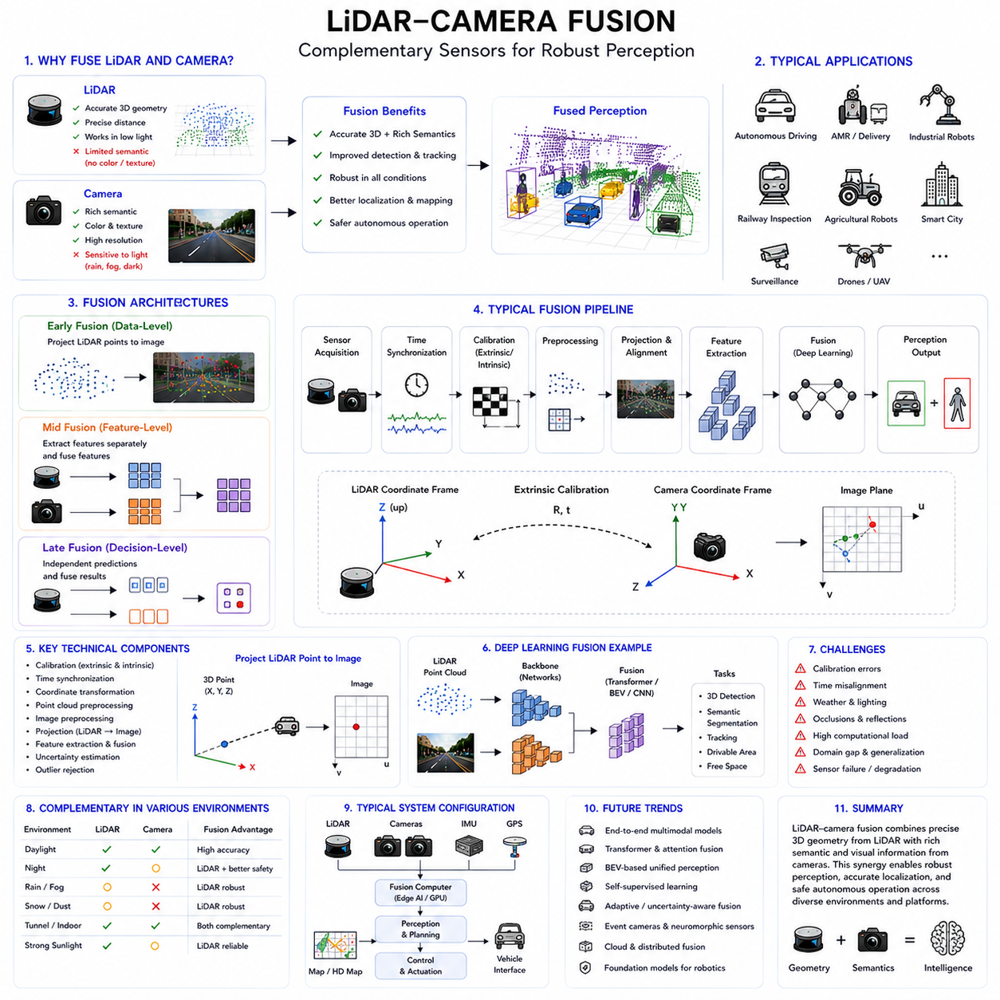 LiDAR–CAMERA FUSION
Complementary Sensors for Robust Perception
1. WHY FUSE LiDAR AND CAMERA?
LiDAR
Accurate 3D geometry
Precise distance
Works in low light
Limited semantic
(no color / texture)
Camera
Rich semantic
Color & texture
High resolution
Sensitive to light
(rain, fog, dark)
Fusion Benefits
Accurate 3D + Rich Semantics
Improved detection & tracking
Robust in all conditions
Better localization & mapping
Safer autonomous operation
Fused Perception
2. TYPICAL APPLICATIONS
Autonomous Driving
AMR / Delivery
Industrial Robots
Railway Inspection
Agricultural Robots
Smart City
Surveillance
Drones / UAV
...
3. FUSION ARCHITECTURES
Early Fusion (Data-Level)
Project LiDAR points to image
Mid Fusion (Feature-Level)
Extract features separately
and fuse features
Late Fusion (Decision-Level)
Independent predictions
and fuse results
4. TYPICAL FUSION PIPELINE
Sensor
Acquisition
Time
Synchronization
Calibration
(Extrinsic/
Intrinsic)
Preprocessing
Projection &
Alignment
Feature
Extraction
Fusion
(Deep Learning)
Perception
Output
+
LiDAR Coordinate Frame
Z (up)
Y
X
Extrinsic Calibration
R, t
Camera Coordinate Frame
Y Y
X
Z
Image Plane
u
v
5. KEY TECHNICAL COMPONENTS
• Calibration (extrinsic & intrinsic)
• Time synchronization
• Coordinate transformation
• Point cloud preprocessing
• Image preprocessing
• Projection (LiDAR → Image)
• Feature extraction & fusion
• Uncertainty estimation
• Outlier rejection
Project LiDAR Point to Image
3D Point
(X, Y, Z)
Z
X
Image
v
u
6. DEEP LEARNING FUSION EXAMPLE
LiDAR
Point Cloud
Backbone
(Networks)
Fusion
(Transformer /
BEV / CNN)
Tasks
• 3D Detection
• Semantic
Segmentation
• Tracking
• Drivable Area
• Free Space
7. CHALLENGES
Calibration errors
Time misalignment
Weather & lighting
Occlusions & reflections
High computational load
Domain gap & generalization
Sensor failure / degradation
8. COMPLEMENTARY IN VARIOUS ENVIRONMENTS
Environment LiDAR Camera Fusion Advantage
Daylight ✓ ✓ High accuracy
Night ✓ ○ LiDAR + better safety
Rain / Fog ○ ✕ LiDAR robust
Snow / Dust ○ ✕ LiDAR robust
Tunnel / Indoor ✓ ✓ Both complementary
Strong Sunlight ✓ ○ LiDAR reliable
9. TYPICAL SYSTEM CONFIGURATION
LiDAR
Cameras
IMU
GPS
Fusion Computer
(Edge AI / GPU)
Perception
& Planning
Control
& Actuation
Map / HD Map
Vehicle
Interface
10. FUTURE TRENDS
End-to-end multimodal models
Transformer & attention fusion
BEV-based unified perception
Self-supervised learning
Adaptive / uncertainty-aware fusion
Event cameras & neuromorphic sensors
Cloud & distributed fusion
Foundation models for robotics
11. SUMMARY
LiDAR–camera fusion combines precise
3D geometry from LiDAR with rich
semantic and visual information from
cameras. This synergy enables robust
perception, accurate localization, and
safe autonomous operation across
diverse environments and platforms.
+ =
Geometry
Semantics
Intelligence